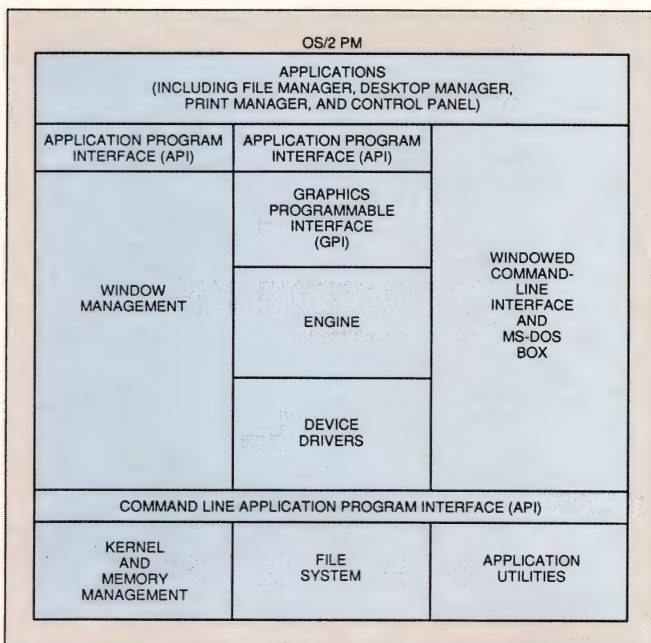 OS/2 PM
APPLICATIONS
(INCLUDING FILE MANAGER, DESKTOP MANAGER,
PRINT MANAGER, AND CONTROL PANEL)
APPLICATION PROGRAM
INTERFACE (API)
APPLICATION PROGRAM
INTERFACE (API)
WINDOW
MANAGEMENT
GRAPHICS
PROGRAMMABLE
INTERFACE
(GPI)
ENGINE
DEVICE
DRIVERS
WINDOWED
COMMAND-
LINE
INTERFACE
AND
MS-DOS
BOX
COMMAND LINE APPLICATION PROGRAM INTERFACE (API)
KERNEL
AND
MEMORY
MANAGEMENT
FILE
SYSTEM
APPLICATION
UTILITIES